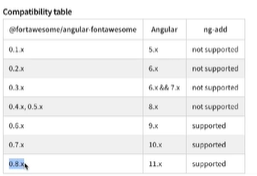 Compatibility table
@fortawesome/angular-fontawesome Angular ng-add
0.1.x 5.x not supported
0.2.x 6.x not supported
0.3.x 6.x && 7.x not supported
0.4.x, 0.5.x 8.x not supported
0.6.x 9.x supported
0.7.x 10.x supported
0.8.x 11.x supported